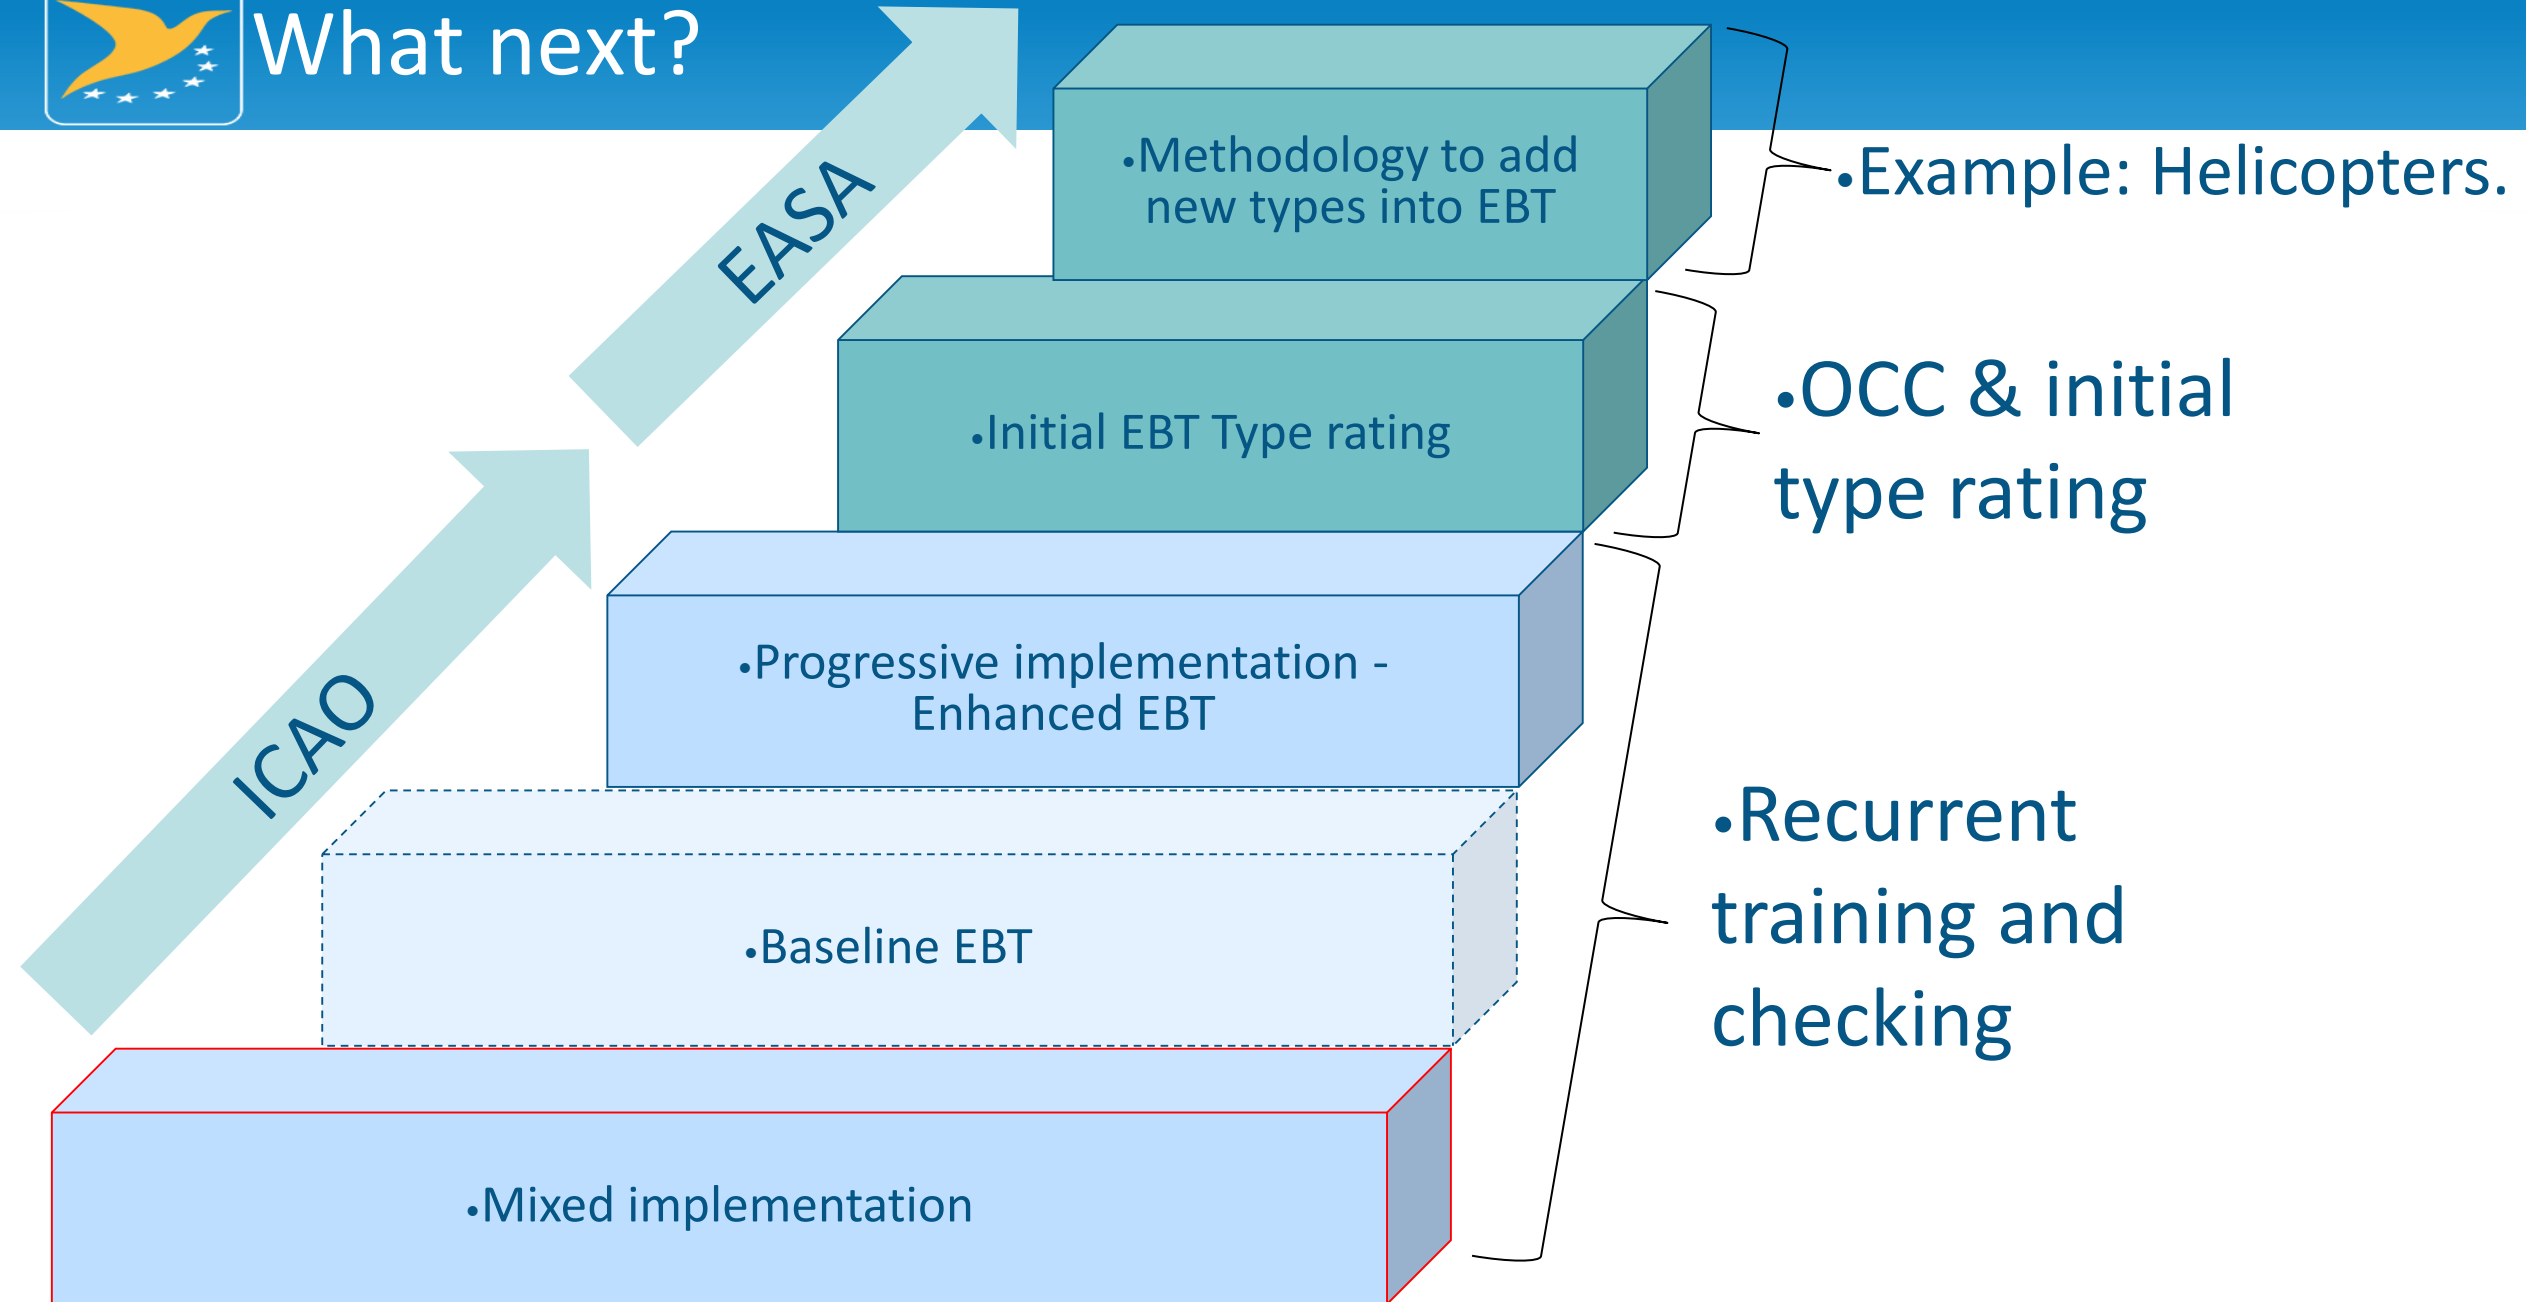 What next?
EASA
•Methodology to add
new types into EBT
•Example: Helicopters.
•Initial EBT Type rating
•OCC & initial
type rating
ICAO
•Progressive implementation -
Enhanced EBT
•Baseline EBT
•Recurrent
training and
checking
•Mixed implementation